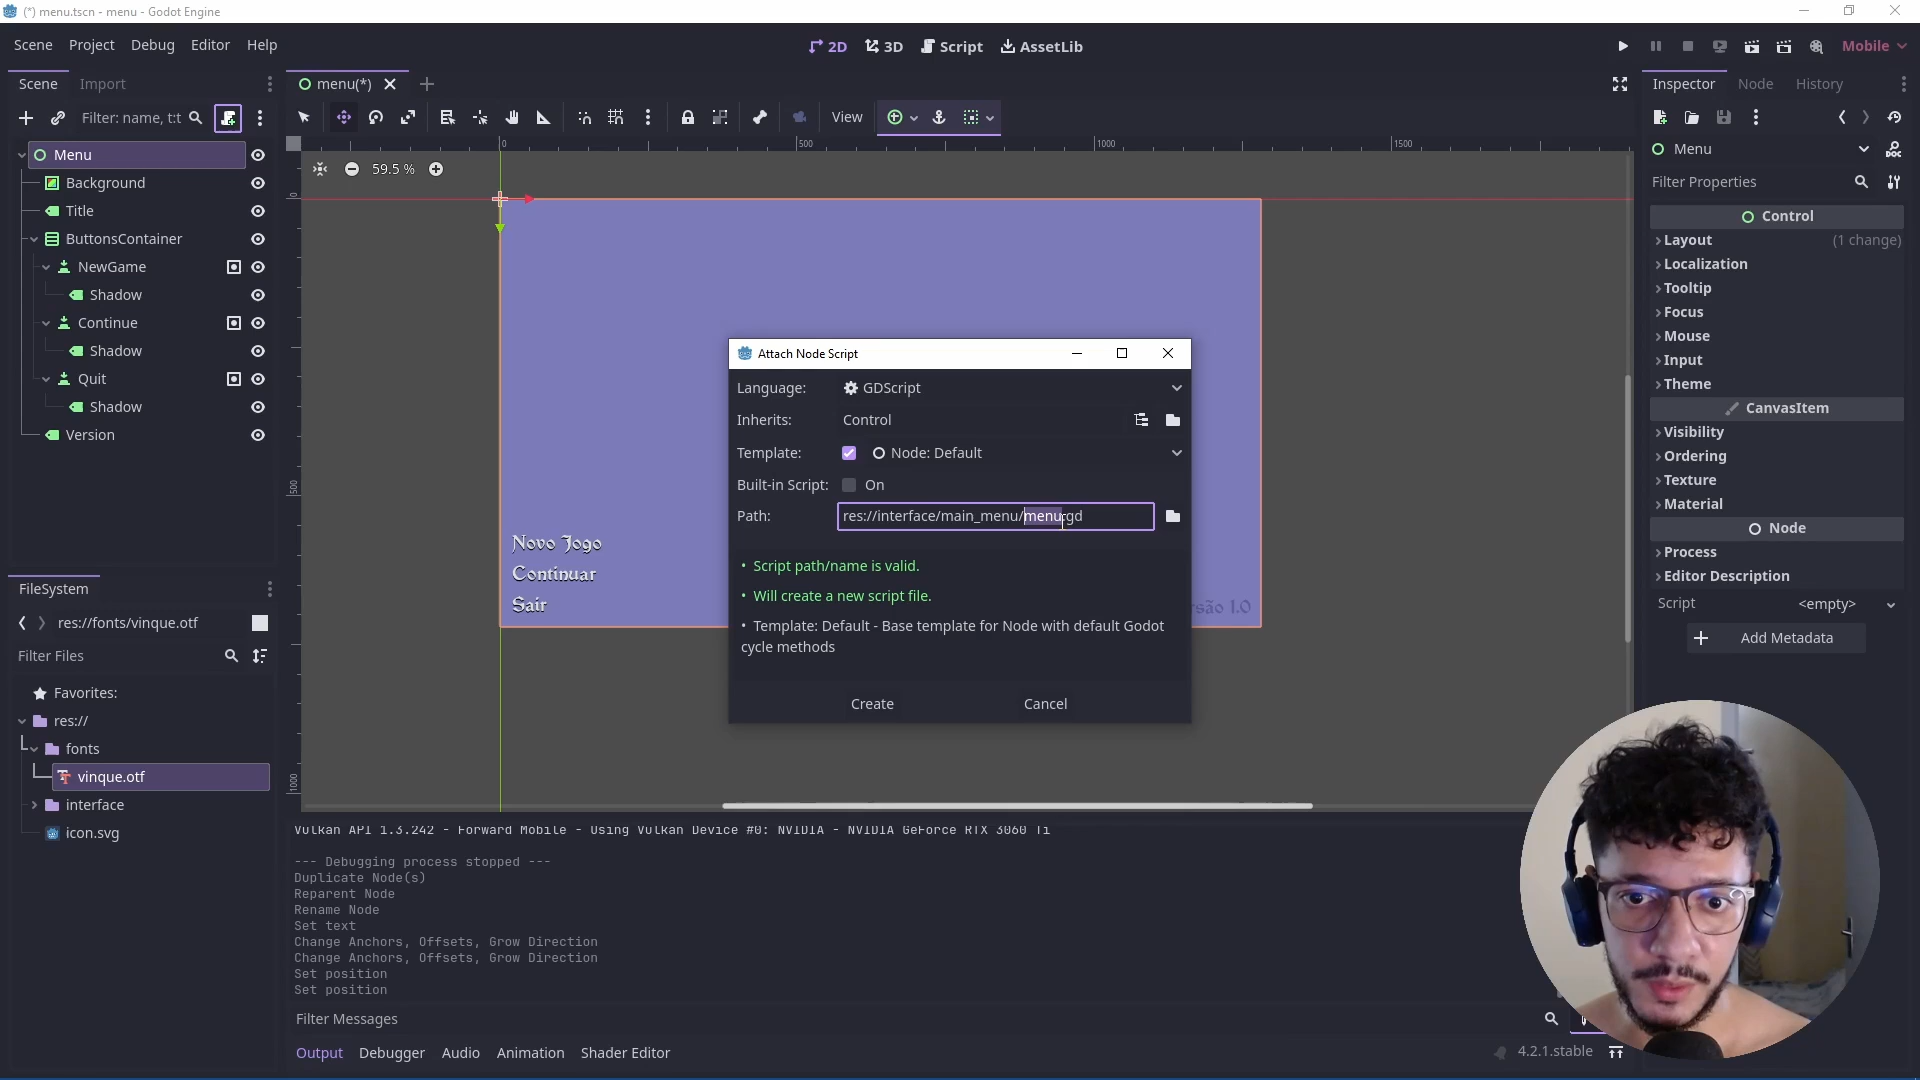 (*) menu.tscn - menu - Godot Engine
Scene Project Debug Editor Help
2D 3D Script AssetLib
Mobile
Scene Import
menu(*)
Inspector Node History
Filter: name, t:t
View
Menu
Background
Title
ButtonsContainer
NewGame
Shadow
Continue
Shadow
Quit
Shadow
Version
0 500 1000 1500
59.5 %
0
500
1000
Novo Jogo
Continuar
Sair
rsão 1.0
Attach Node Script
Language: GDScript
Inherits: Control
Template: Node: Default
Built-in Script: On
Path: res://interface/main_menu/menu.gd
• Script path/name is valid.
• Will create a new script file.
• Template: Default - Base template for Node with default Godot
cycle methods
Create Cancel
Menu
Filter Properties
Control
Layout (1 change)
Localization
Tooltip
Focus
Mouse
Input
Theme
CanvasItem
Visibility
Ordering
Texture
Material
Node
Process
Editor Description
Script <empty>
Add Metadata
FileSystem
res://fonts/vinque.otf
Filter Files
Favorites:
res://
fonts
vinque.otf
interface
icon.svg
Vulkan API 1.3.242 - Forward Mobile - Using Vulkan Device #0: NVIDIA - NVIDIA GeForce RTX 3060 Ti
--- Debugging process stopped ---
Duplicate Node(s)
Reparent Node
Rename Node
Set text
Change Anchors, Offsets, Grow Direction
Change Anchors, Offsets, Grow Direction
Set position
Set position
Filter Messages
Output Debugger Audio Animation Shader Editor
4.2.1.stable